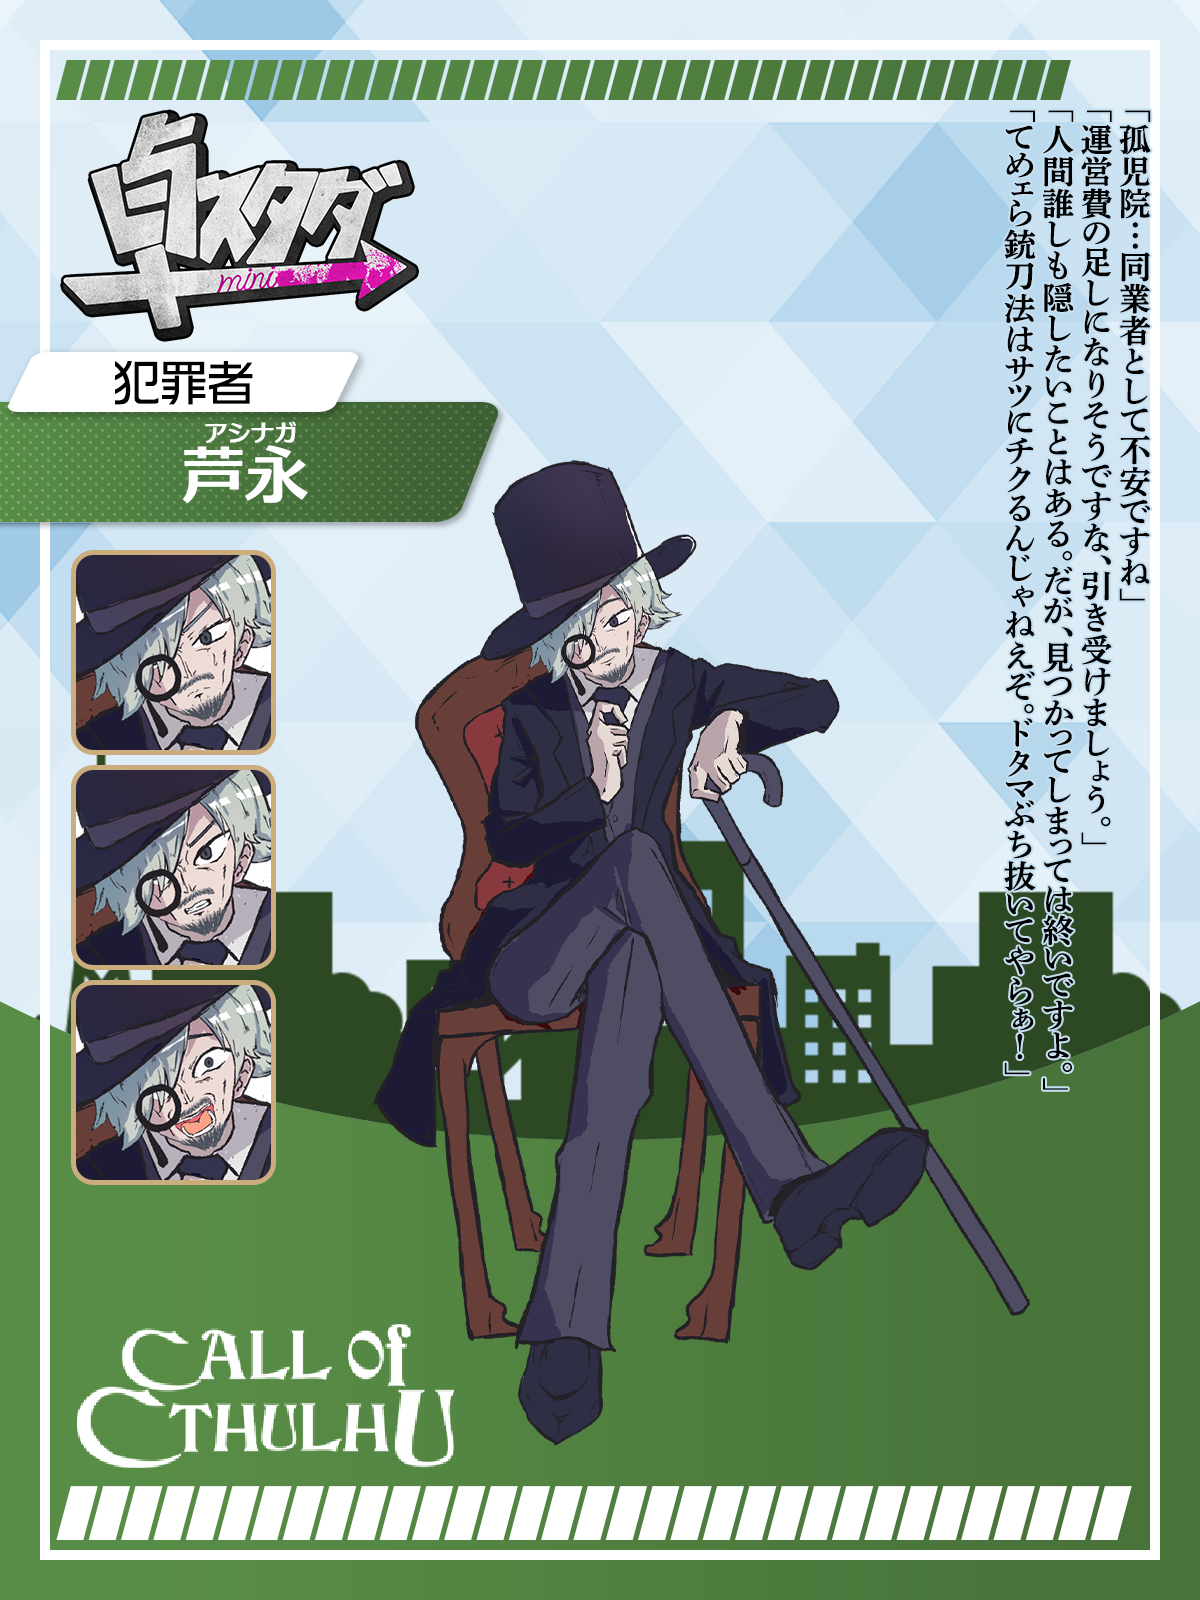 卓スタダ
mini
犯罪者
アシナガ
芦永
「孤児院…同業者として不安ですね」
「運営費の足しになりそうですな、引き受けましょう。」
「人間誰しも隠したいことはある。だが、見つかってしまっては終いですよ。」
「てめェら銃刀法はサツにチクるんじゃねえぞ。ドタマぶち抜いてやらぁ！」
CALL of
CTHULHU